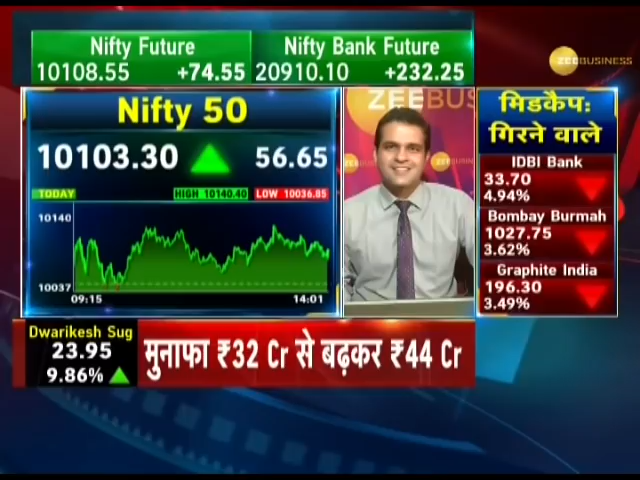 Nifty Future
10108.55 +74.55
Nifty Bank Future
20910.10 +232.25
ZEEBUSINESS
Nifty 50
10103.30 56.65
TODAY HIGH 10140.40 LOW 10036.85
10140
10037
09:15 14:01
ZEEBUS
ZEEBUSINESS
मिडकैप:
गिरने वाले
IDBI Bank
33.70
4.94%
Bombay Burmah
1027.75
3.62%
Graphite India
196.30
3.49%
Dwarikesh Sug
23.95
9.86%
मुनाफा ₹32 Cr से बढ़कर ₹44 Cr